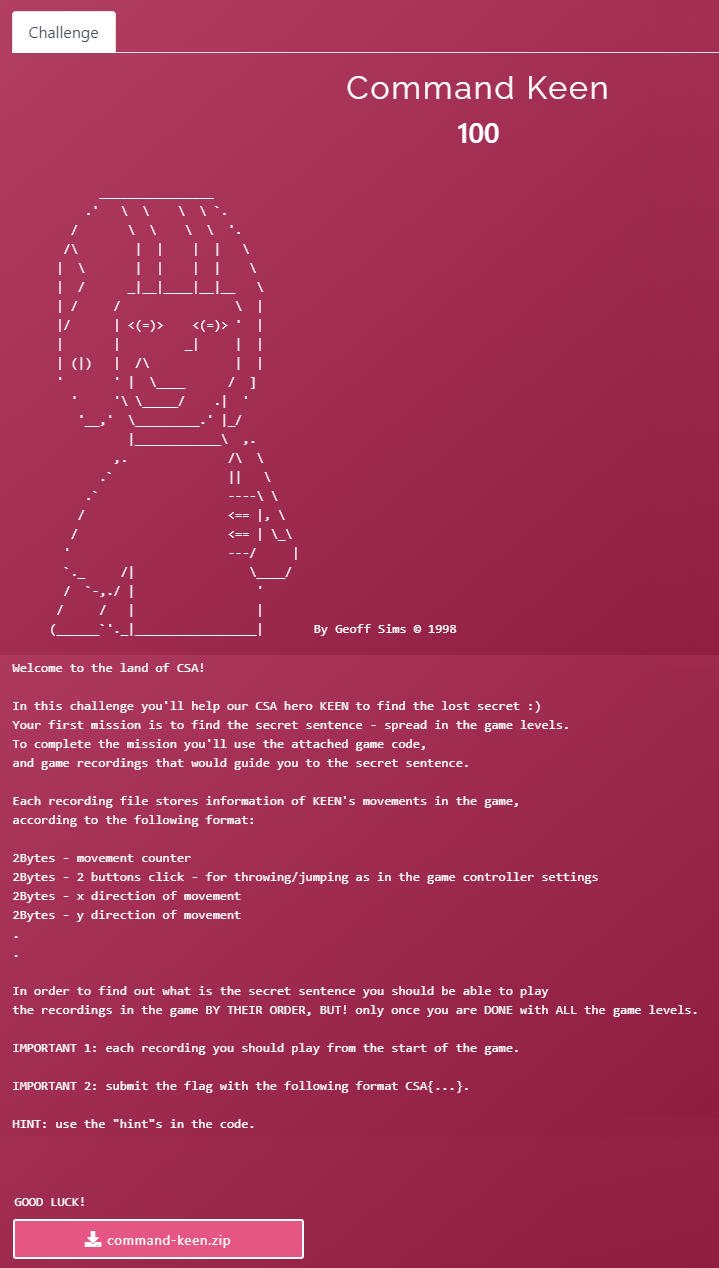 Challenge
Command Keen
100
By Geoff Sims © 1998
Welcome to the land of CSA!
In this challenge you'll help our CSA hero KEEN to find the lost secret :)
Your first mission is to find the secret sentence - spread in the game levels.
To complete the mission you'll use the attached game code,
and game recordings that would guide you to the secret sentence.
Each recording file stores information of KEEN's movements in the game,
according to the following format:
2Bytes - movement counter
2Bytes - 2 buttons click - for throwing/jumping as in the game controller settings
2Bytes - x direction of movement
2Bytes - y direction of movement
.
.
In order to find out what is the secret sentence you should be able to play
the recordings in the game BY THEIR ORDER, BUT! only once you are DONE with ALL the game levels.
IMPORTANT 1: each recording you should play from the start of the game.
IMPORTANT 2: submit the flag with the following format CSA{...}.
HINT: use the "hint"s in the code.
GOOD LUCK!
command-keen.zip